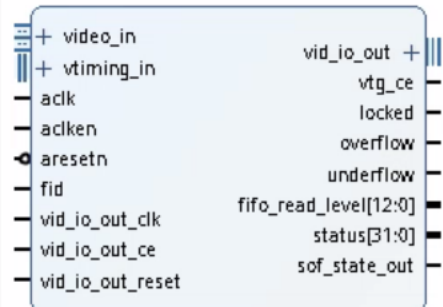 + video_in
+ vtiming_in
aclk
aclken
aresetn
fid
vid_io_out_clk
vid_io_out_ce
vid_io_out_reset
vid_io_out +
vtg_ce
locked
overflow
underflow
fifo_read_level[12:0]
status[31:0]
sof_state_out